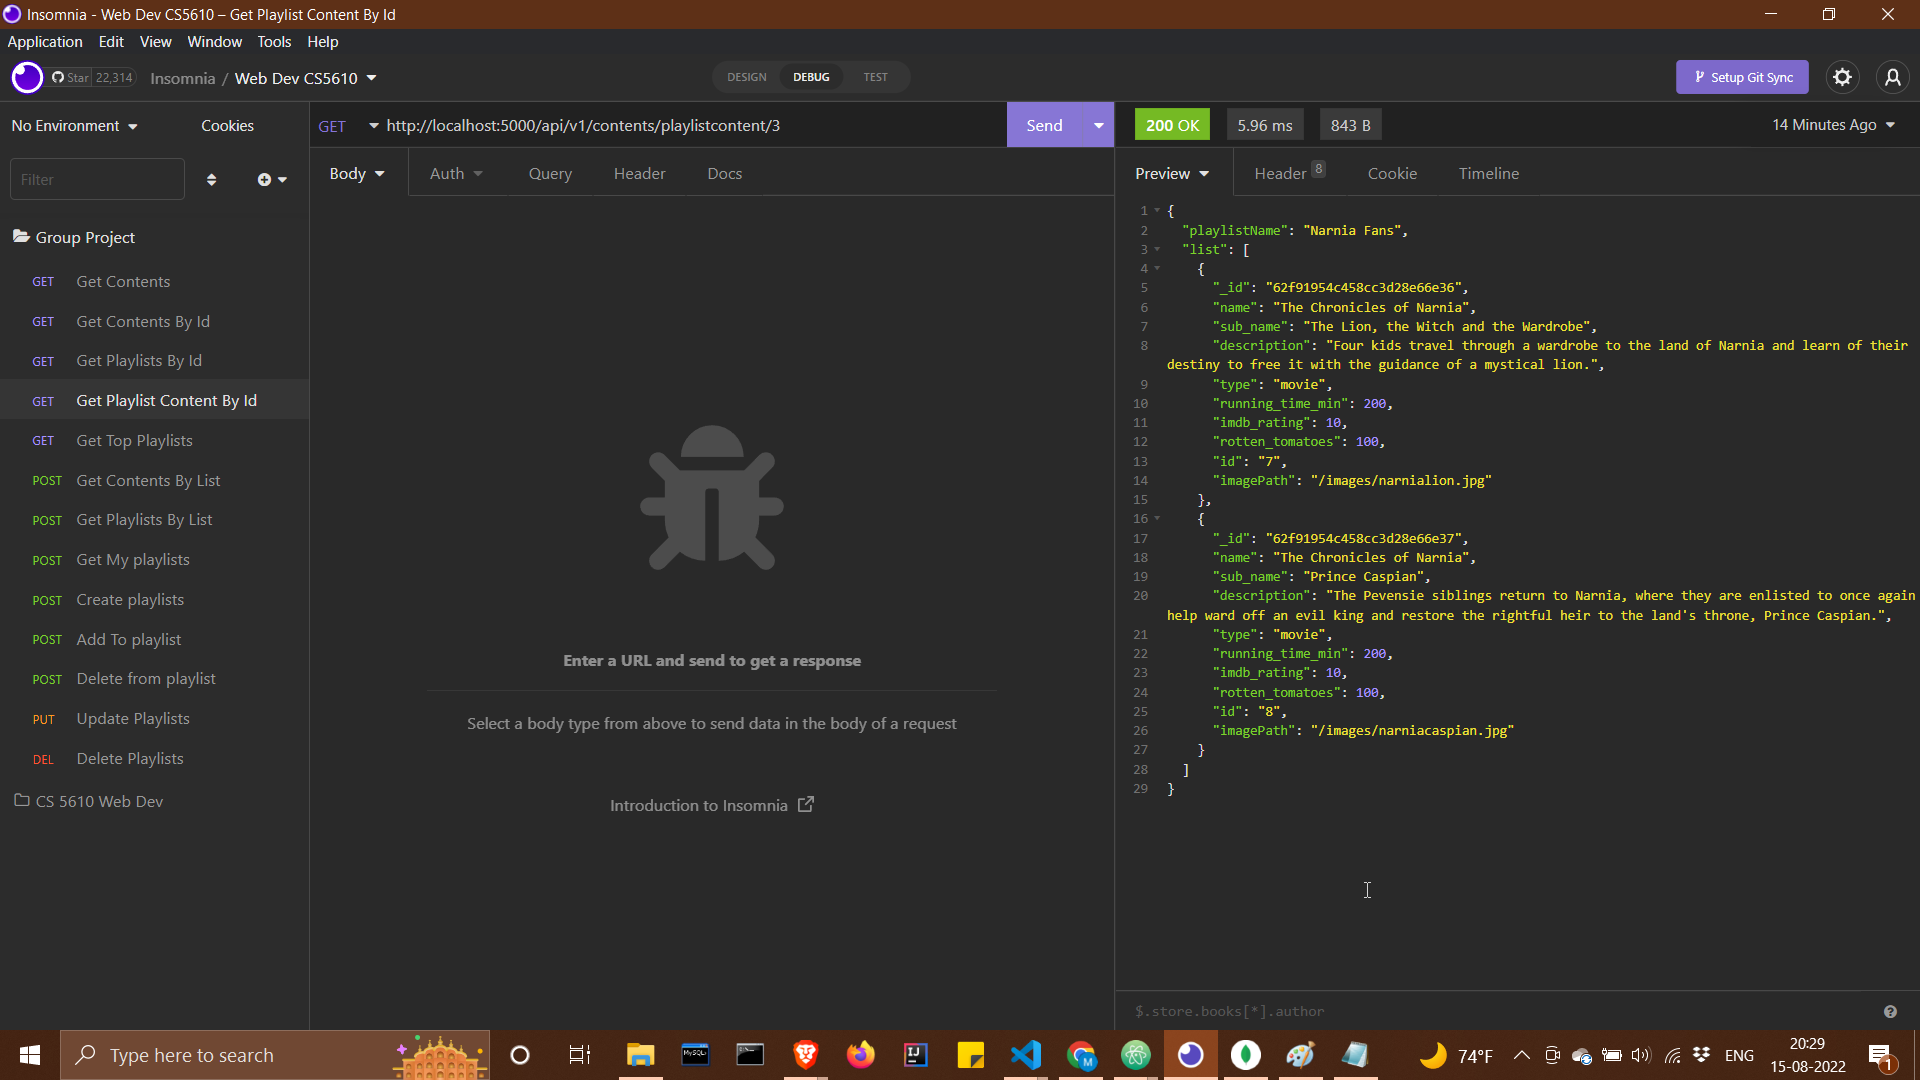 Insomnia - Web Dev CS5610 – Get Playlist Content By Id
Application Edit View Window Tools Help
Star 22,314 Insomnia / Web Dev CS5610 DESIGN DEBUG TEST Setup Git Sync
No Environment Cookies GET http://localhost:5000/api/v1/contents/playlistcontent/3 Send 200 OK 5.96 ms 843 B 14 Minutes Ago
Filter
Group Project
GET Get Contents
GET Get Contents By Id
GET Get Playlists By Id
GET Get Playlist Content By Id
GET Get Top Playlists
POST Get Contents By List
POST Get Playlists By List
POST Get My playlists
POST Create playlists
POST Add To playlist
POST Delete from playlist
PUT Update Playlists
DEL Delete Playlists
CS 5610 Web Dev
Body Auth Query Header Docs
Enter a URL and send to get a response
Select a body type from above to send data in the body of a request
Introduction to Insomnia
Preview Header 8 Cookie Timeline
1 {
2 "playlistName": "Narnia Fans",
3 "list": [
4 {
5 "_id": "62f91954c458cc3d28e66e36",
6 "name": "The Chronicles of Narnia",
7 "sub_name": "The Lion, the Witch and the Wardrobe",
8 "description": "Four kids travel through a wardrobe to the land of Narnia and learn of their
destiny to free it with the guidance of a mystical lion.",
9 "type": "movie",
10 "running_time_min": 200,
11 "imdb_rating": 10,
12 "rotten_tomatoes": 100,
13 "id": "7",
14 "imagePath": "/images/narnialion.jpg"
15 },
16 {
17 "_id": "62f91954c458cc3d28e66e37",
18 "name": "The Chronicles of Narnia",
19 "sub_name": "Prince Caspian",
20 "description": "The Pevensie siblings return to Narnia, where they are enlisted to once again
help ward off an evil king and restore the rightful heir to the land's throne, Prince Caspian.",
21 "type": "movie",
22 "running_time_min": 200,
23 "imdb_rating": 10,
24 "rotten_tomatoes": 100,
25 "id": "8",
26 "imagePath": "/images/narniacaspian.jpg"
27 }
28 ]
29 }
$.store.books[*].author
Type here to search
MySQL
IJ
M
74°F
ENG
20:29
15-08-2022
1